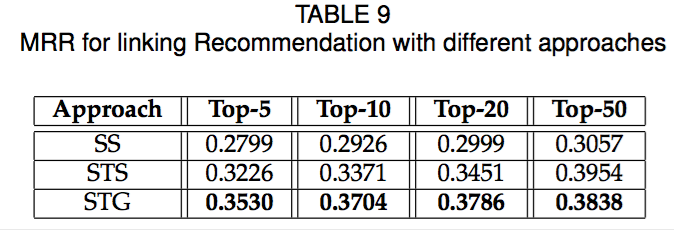 TABLE 9
MRR for linking Recommendation with different approaches
Approach Top-5 Top-10 Top-20 Top-50
SS 0.2799 0.2926 0.2999 0.3057
STS 0.3226 0.3371 0.3451 0.3954
STG 0.3530 0.3704 0.3786 0.3838